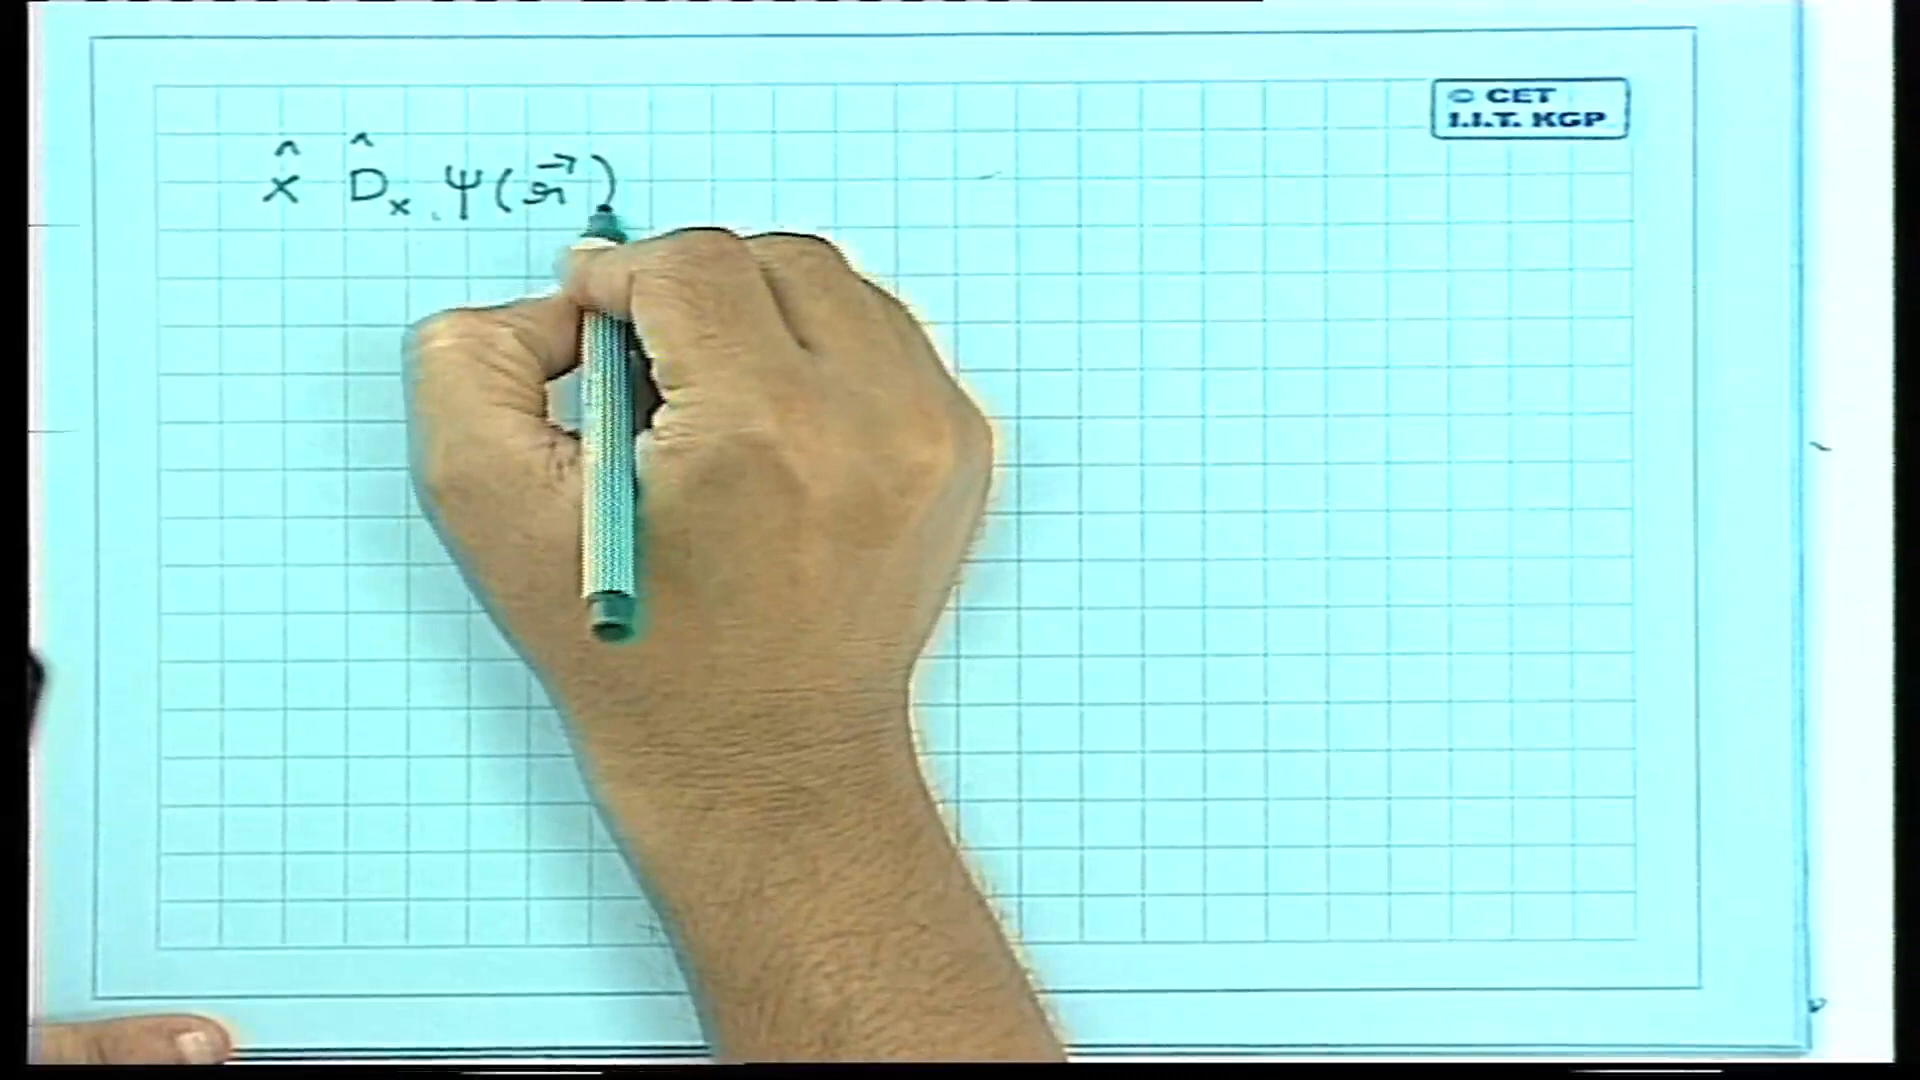 x̂ D̂ₓ ψ(r⃗)
© CET
I.I.T. KGP